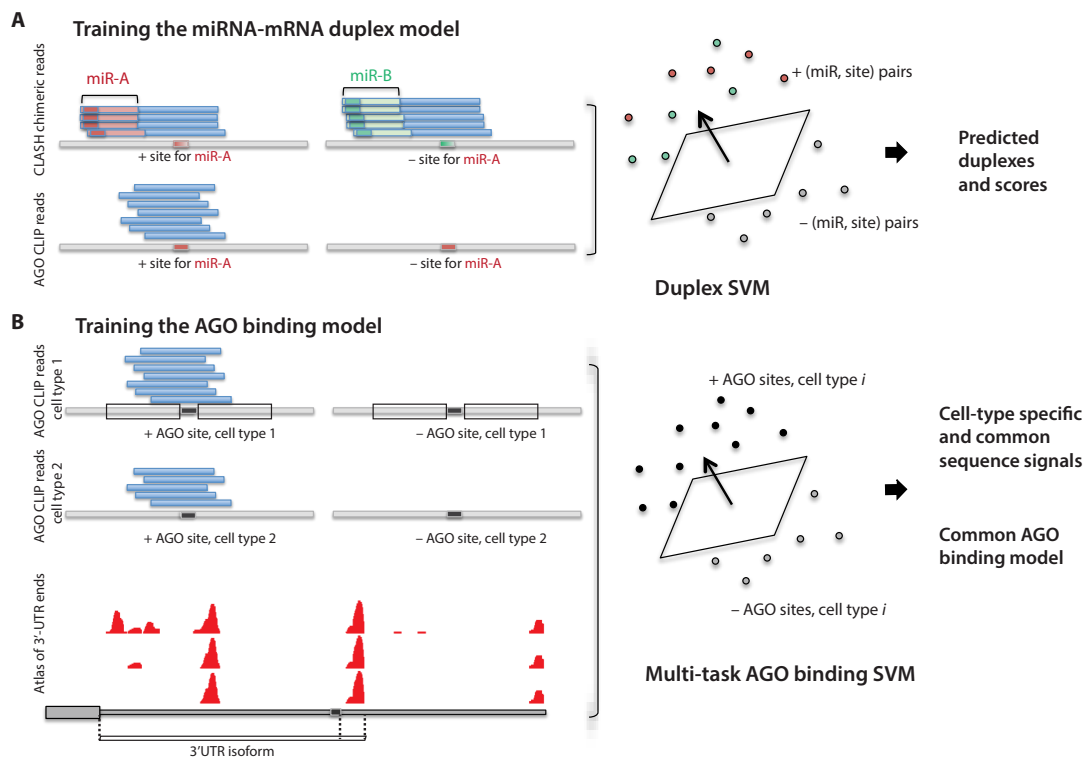 A
Training the miRNA-mRNA duplex model
CLASH chimeric reads
miR-A
miR-B
+ site for miR-A
– site for miR-A
AGO CLIP reads
+ site for miR-A
– site for miR-A
+ (miR, site) pairs
– (miR, site) pairs
Duplex SVM
Predicted
duplexes
and scores
B
Training the AGO binding model
AGO CLIP reads
cell type 1
+ AGO site, cell type 1
– AGO site, cell type 1
AGO CLIP reads
cell type 2
+ AGO site, cell type 2
– AGO site, cell type 2
Atlas of 3'-UTR ends
3'UTR isoform
+ AGO sites, cell type i
– AGO sites, cell type i
Multi-task AGO binding SVM
Cell-type specific
and common
sequence signals
Common AGO
binding model